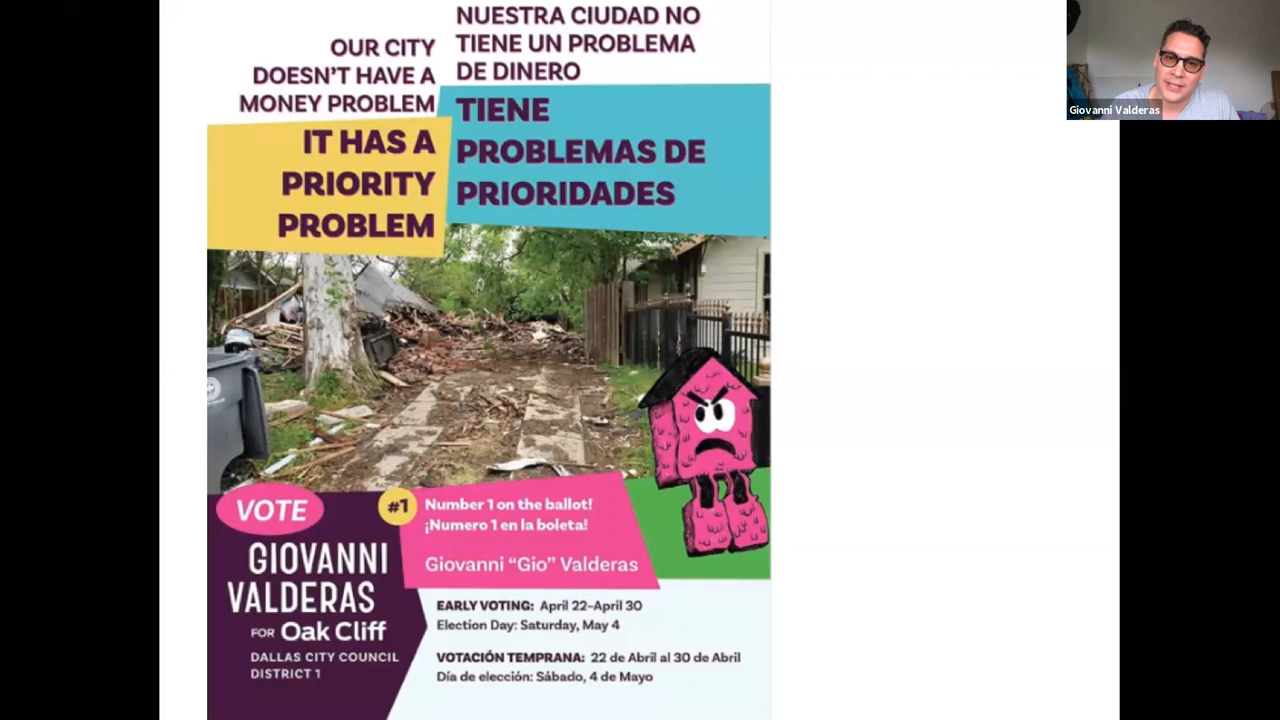 OUR CITY
DOESN'T HAVE A
MONEY PROBLEM
IT HAS A
PRIORITY
PROBLEM
NUESTRA CIUDAD NO
TIENE UN PROBLEMA
DE DINERO
TIENE
PROBLEMAS DE
PRIORIDADES
Giovanni Valderas
VOTE
GIOVANNI
VALDERAS
FOR Oak Cliff
DALLAS CITY COUNCIL
DISTRICT 1
#1
Number 1 on the ballot!
¡Numero 1 en la boleta!
Giovanni “Gio” Valderas
EARLY VOTING: April 22–April 30
Election Day: Saturday, May 4
VOTACIÓN TEMPRANA: 22 de Abril al 30 de Abril
Día de elección: Sábado, 4 de Mayo